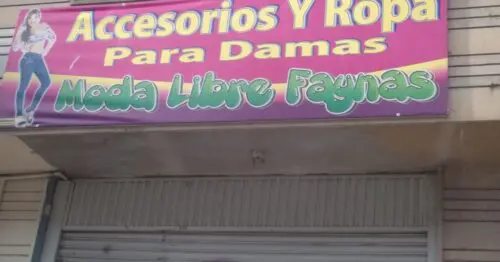 Accesorios Y Ropa
Para Damas
Moda Libre Faynas